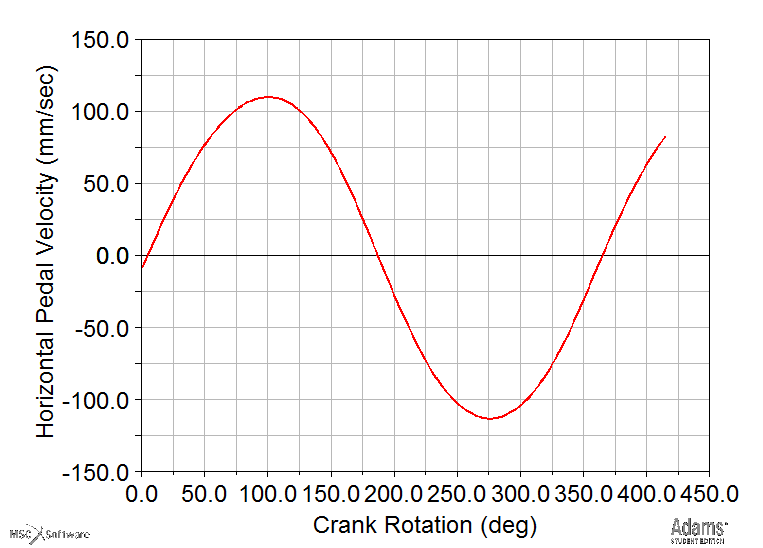 150.0
100.0
50.0
0.0
-50.0
-100.0
-150.0
Horizontal Pedal Velocity (mm/sec)
0.0 50.0 100.0 150.0 200.0 250.0 300.0 350.0 400.0 450.0
Crank Rotation (deg)
MSC Software
Adams
STUDENT EDITION